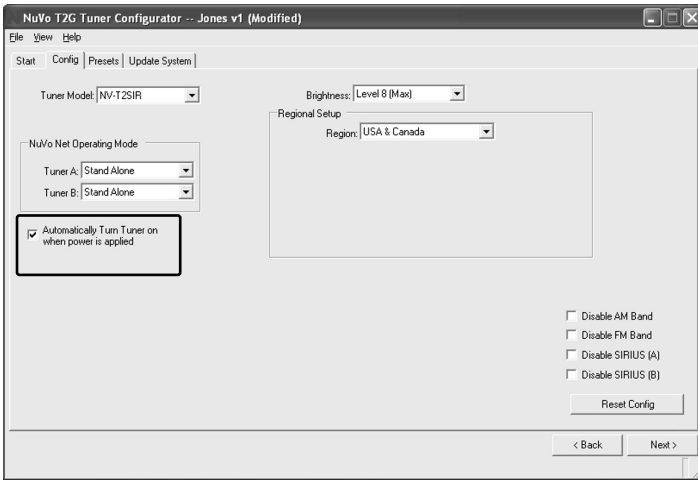 NuVo T2G Tuner Configurator -- Jones v1 (Modified)
File View Help
Start Config Presets Update System
Tuner Model: NV-T2SIR
Brightness: Level 8 (Max)
Regional Setup
Region: USA & Canada
NuVo Net Operating Mode
Tuner A: Stand Alone
Tuner B: Stand Alone
Automatically Turn Tuner on
when power is applied
Disable AM Band
Disable FM Band
Disable SIRIUS (A)
Disable SIRIUS (B)
Reset Config
< Back Next >